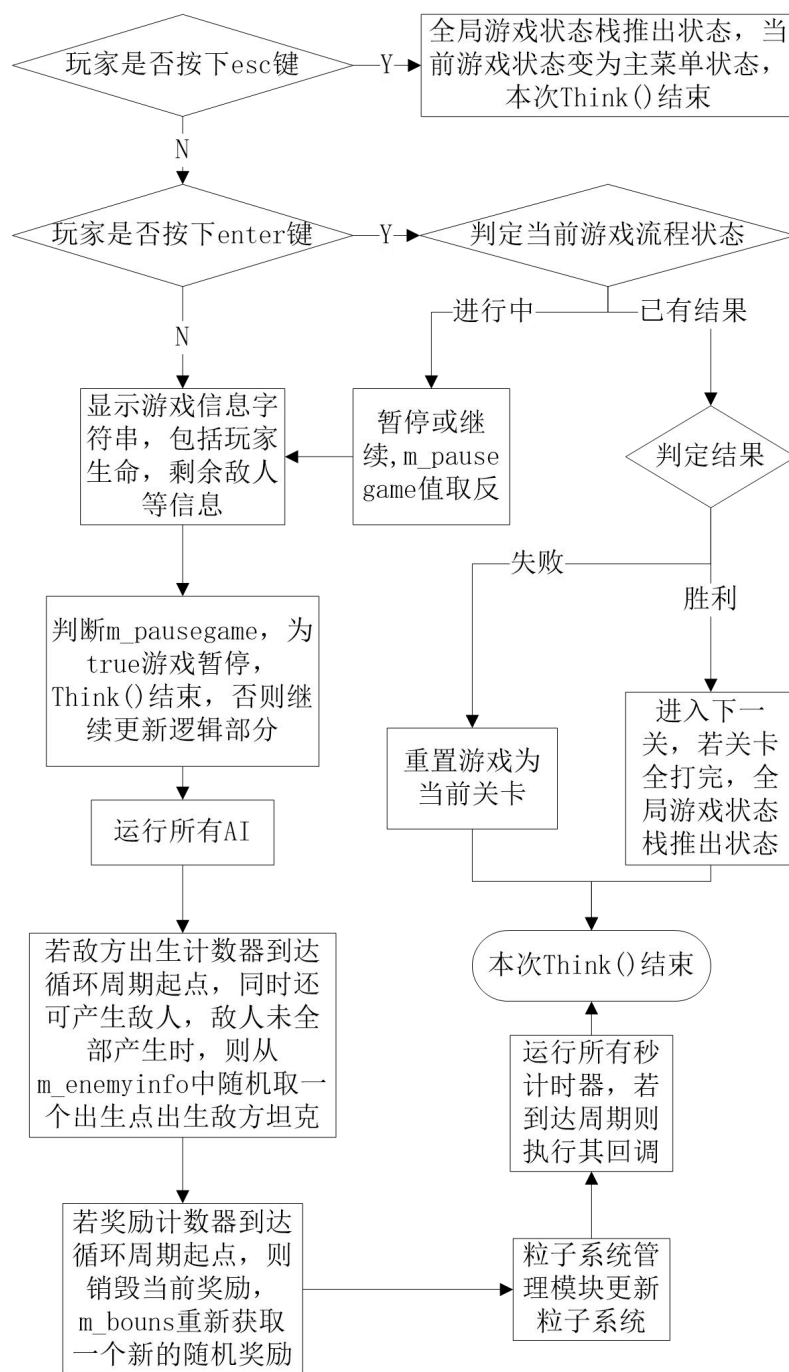 玩家是否按下esc键
Y
全局游戏状态栈推出状态，当
前游戏状态变为主菜单状态，
本次Think()结束
N
玩家是否按下enter键
Y
判定当前游戏流程状态
进行中
已有结果
N
显示游戏信息字
符串，包括玩家
生命，剩余敌人
等信息
暂停或继
续,m_pause
game值取反
判定结果
失败
胜利
判断m_pausegame，为
true游戏暂停，
Think()结束，否则继
续更新逻辑部分
重置游戏为
当前关卡
进入下一
关，若关卡
全打完，全
局游戏状态
栈推出状态
运行所有AI
若敌方出生计数器到达
循环周期起点，同时还
可产生敌人，敌人未全
部产生时，则从
m_enemyinfo中随机取一
个出生点出生敌方坦克
本次Think()结束
运行所有秒
计时器，若
到达周期则
执行其回调
若奖励计数器到达
循环周期起点，则
销毁当前奖励，
m_bouns重新获取
一个新的随机奖励
粒子系统管
理模块更新
粒子系统